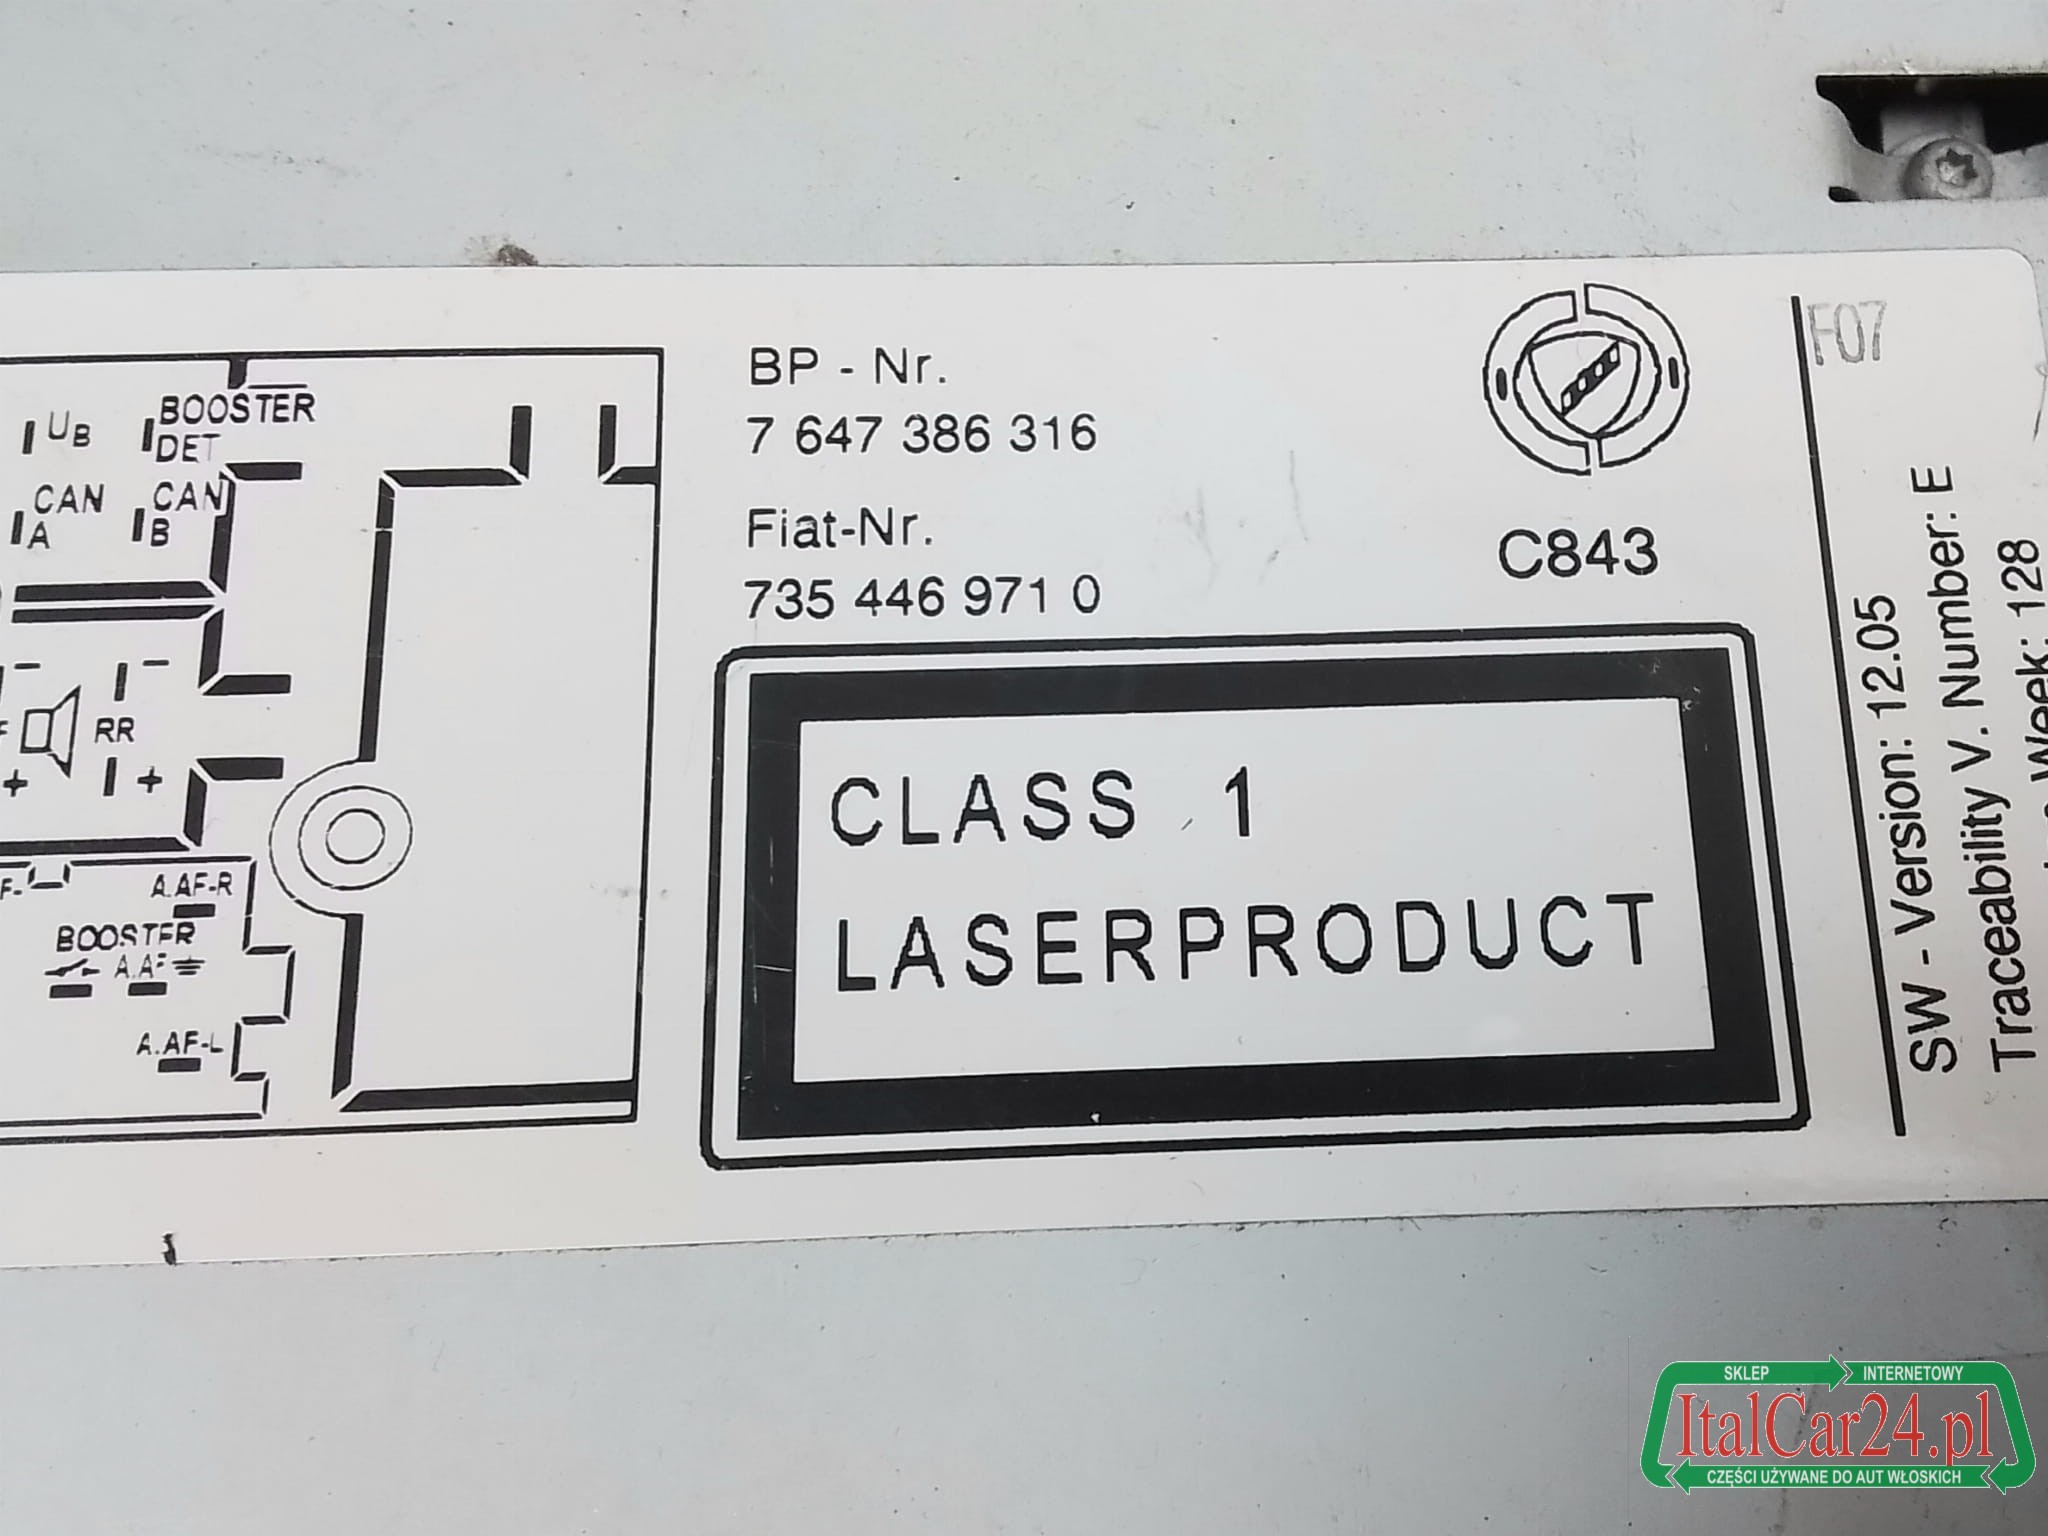 UB
BOOSTER
DET
CAN
A
CAN
B
-
-
RR
+
+
A.AF-R
BOOSTER
A.AF
A.AF-L
BP - Nr.
7 647 386 316
Fiat-Nr.
735 446 971 0
C843
CLASS 1
LASERPRODUCT
F07
SW - Version: 12.05
Traceability V. Number: E
Week: 128
SKLEP INTERNETOWY
ItalCar24.pl
CZĘŚCI UŻYWANE DO AUT WŁOSKICH